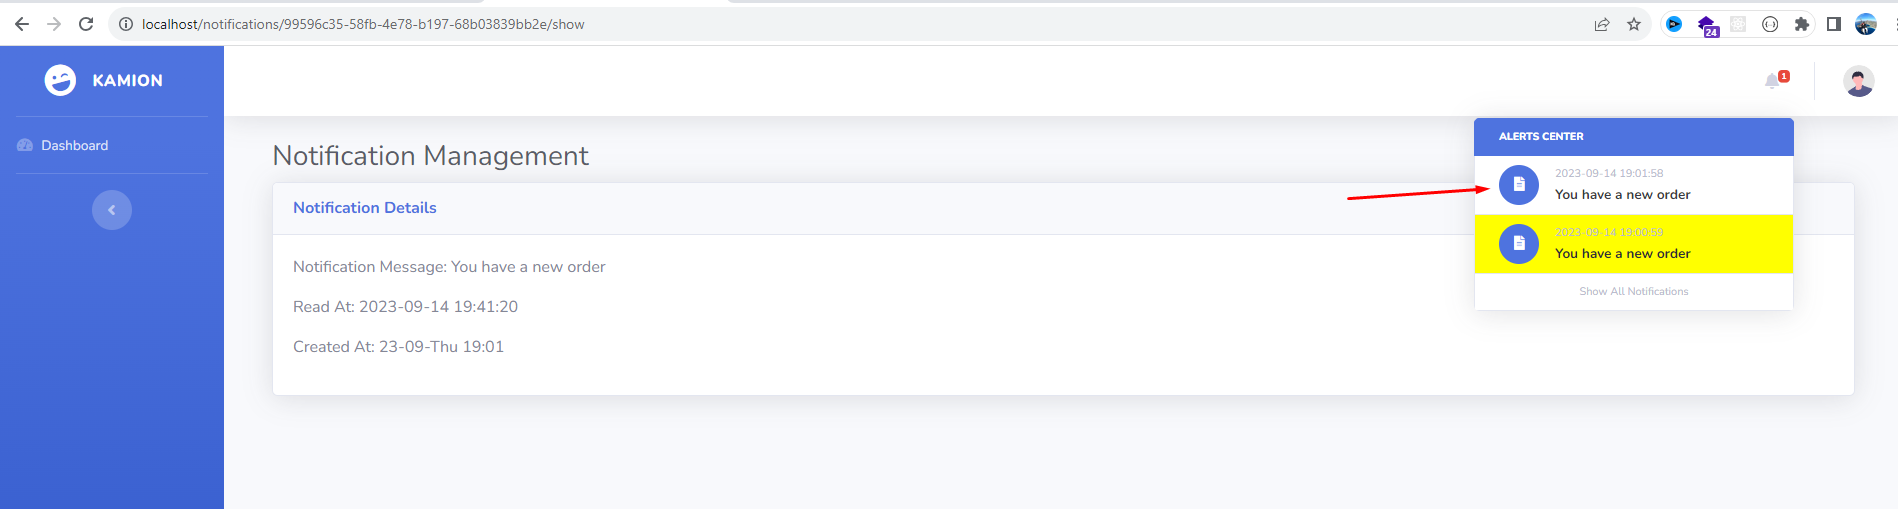 localhost/notifications/99596c35-58fb-4e78-b197-68b03839bb2e/show
24
KAMION
1
Dashboard
ALERTS CENTER
Notification Management
2023-09-14 19:01:58
You have a new order
Notification Details
2023-09-14 19:00:59
You have a new order
Notification Message: You have a new order
Show All Notifications
Read At: 2023-09-14 19:41:20
Created At: 23-09-Thu 19:01